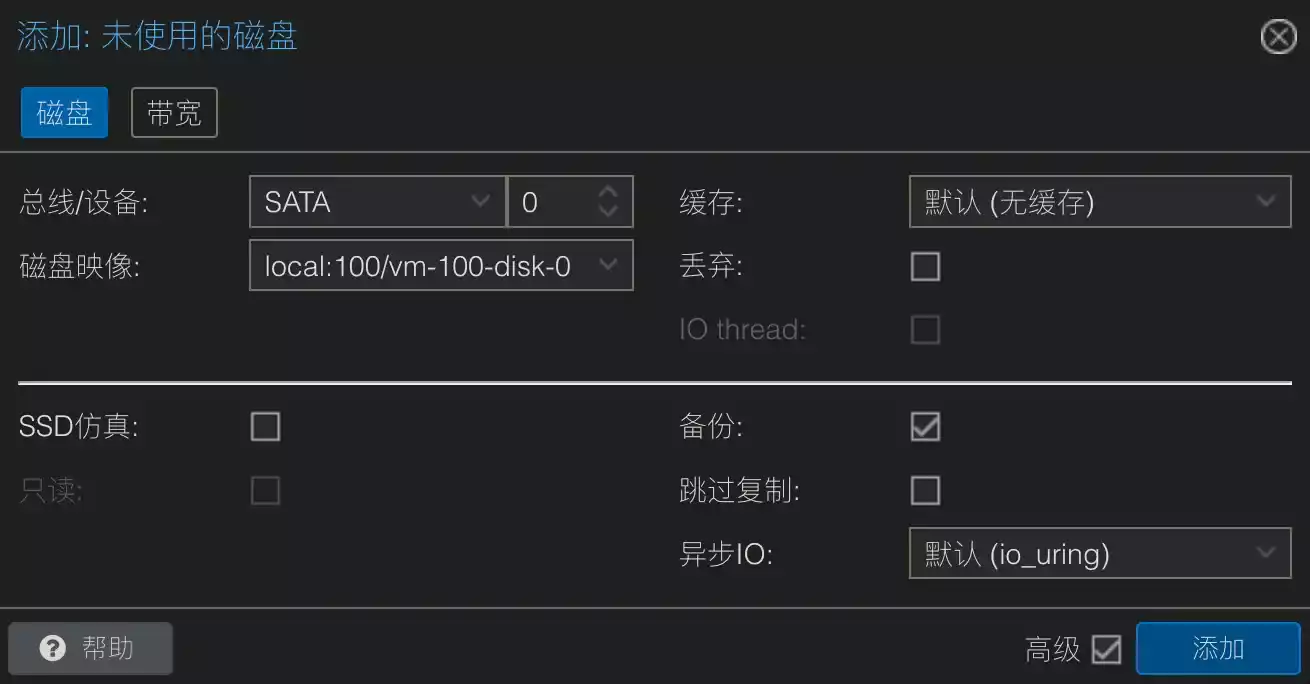 添加: 未使用的磁盘
磁盘 带宽
总线/设备: SATA 0 缓存: 默认 (无缓存)
磁盘映像: local:100/vm-100-disk-0 丢弃:
IO thread:
SSD仿真: 备份:
只读: 跳过复制:
异步IO: 默认 (io_uring)
帮助 高级 添加